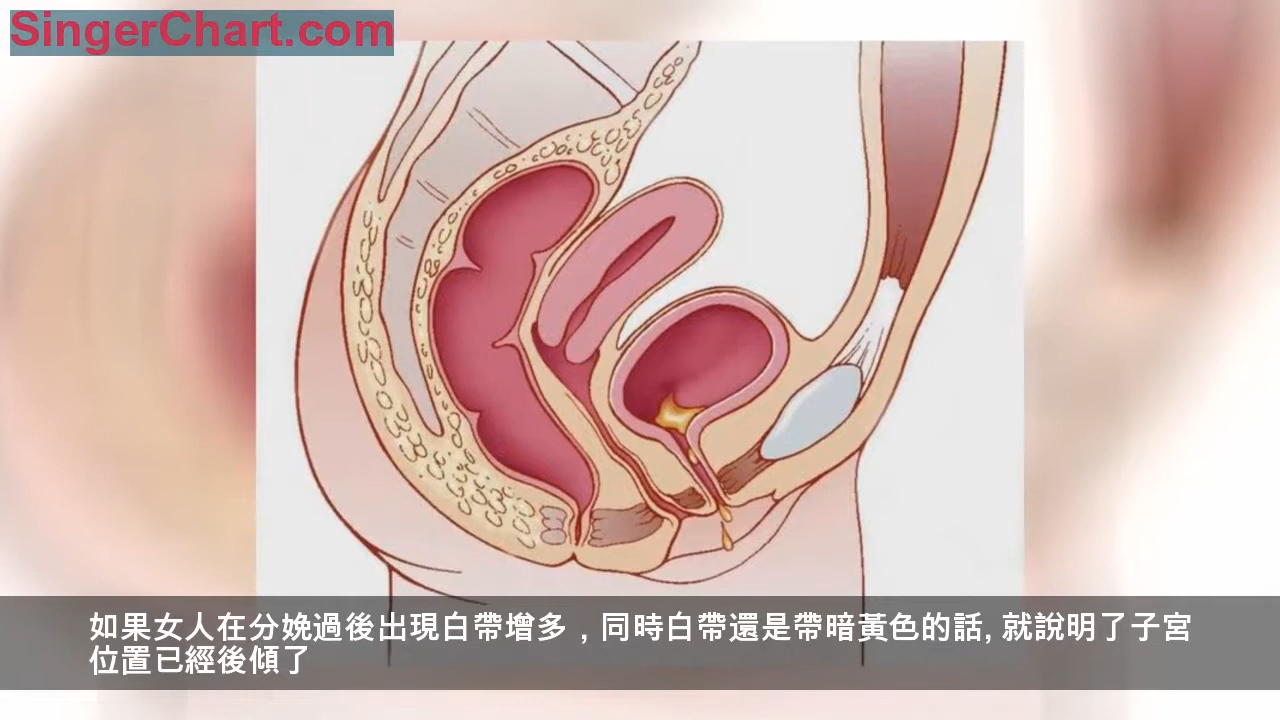 SingerChart.com
如果女人在分娩過後出現白帶增多，同時白帶還是帶暗黃色的話, 就說明了子宮
位置已經後傾了